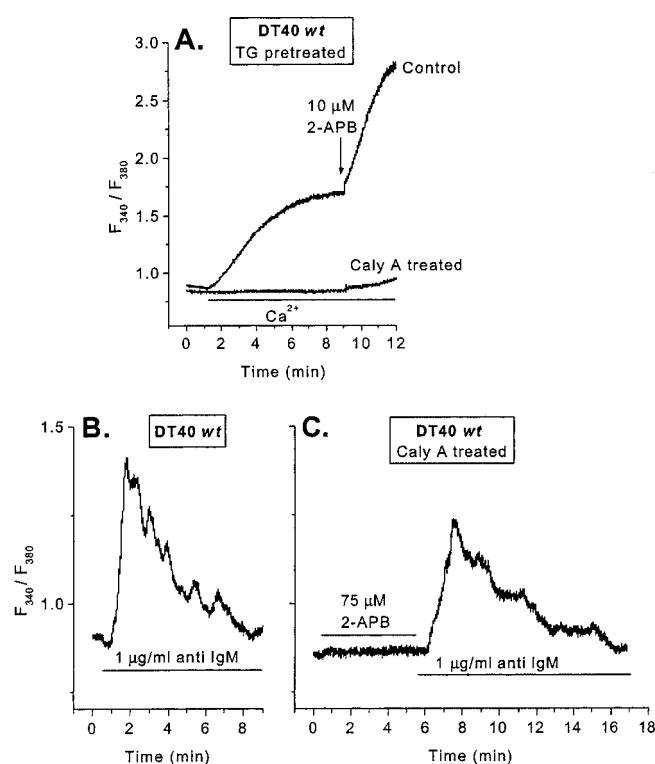 A.
DT40 wt
TG pretreated
3.0
2.5
2.0
1.5
1.0
F340 / F380
Control
10 µM
2-APB
Caly A treated
Ca2+
0 2 4 6 8 10 12
Time (min)
B.
DT40 wt
1.5
1.0
F340 / F380
1 µg/ml anti IgM
0 2 4 6 8
Time (min)
C.
DT40 wt
Caly A treated
75 µM
2-APB
1 µg/ml anti IgM
0 2 4 6 8 10 12 14 16 18
Time (min)